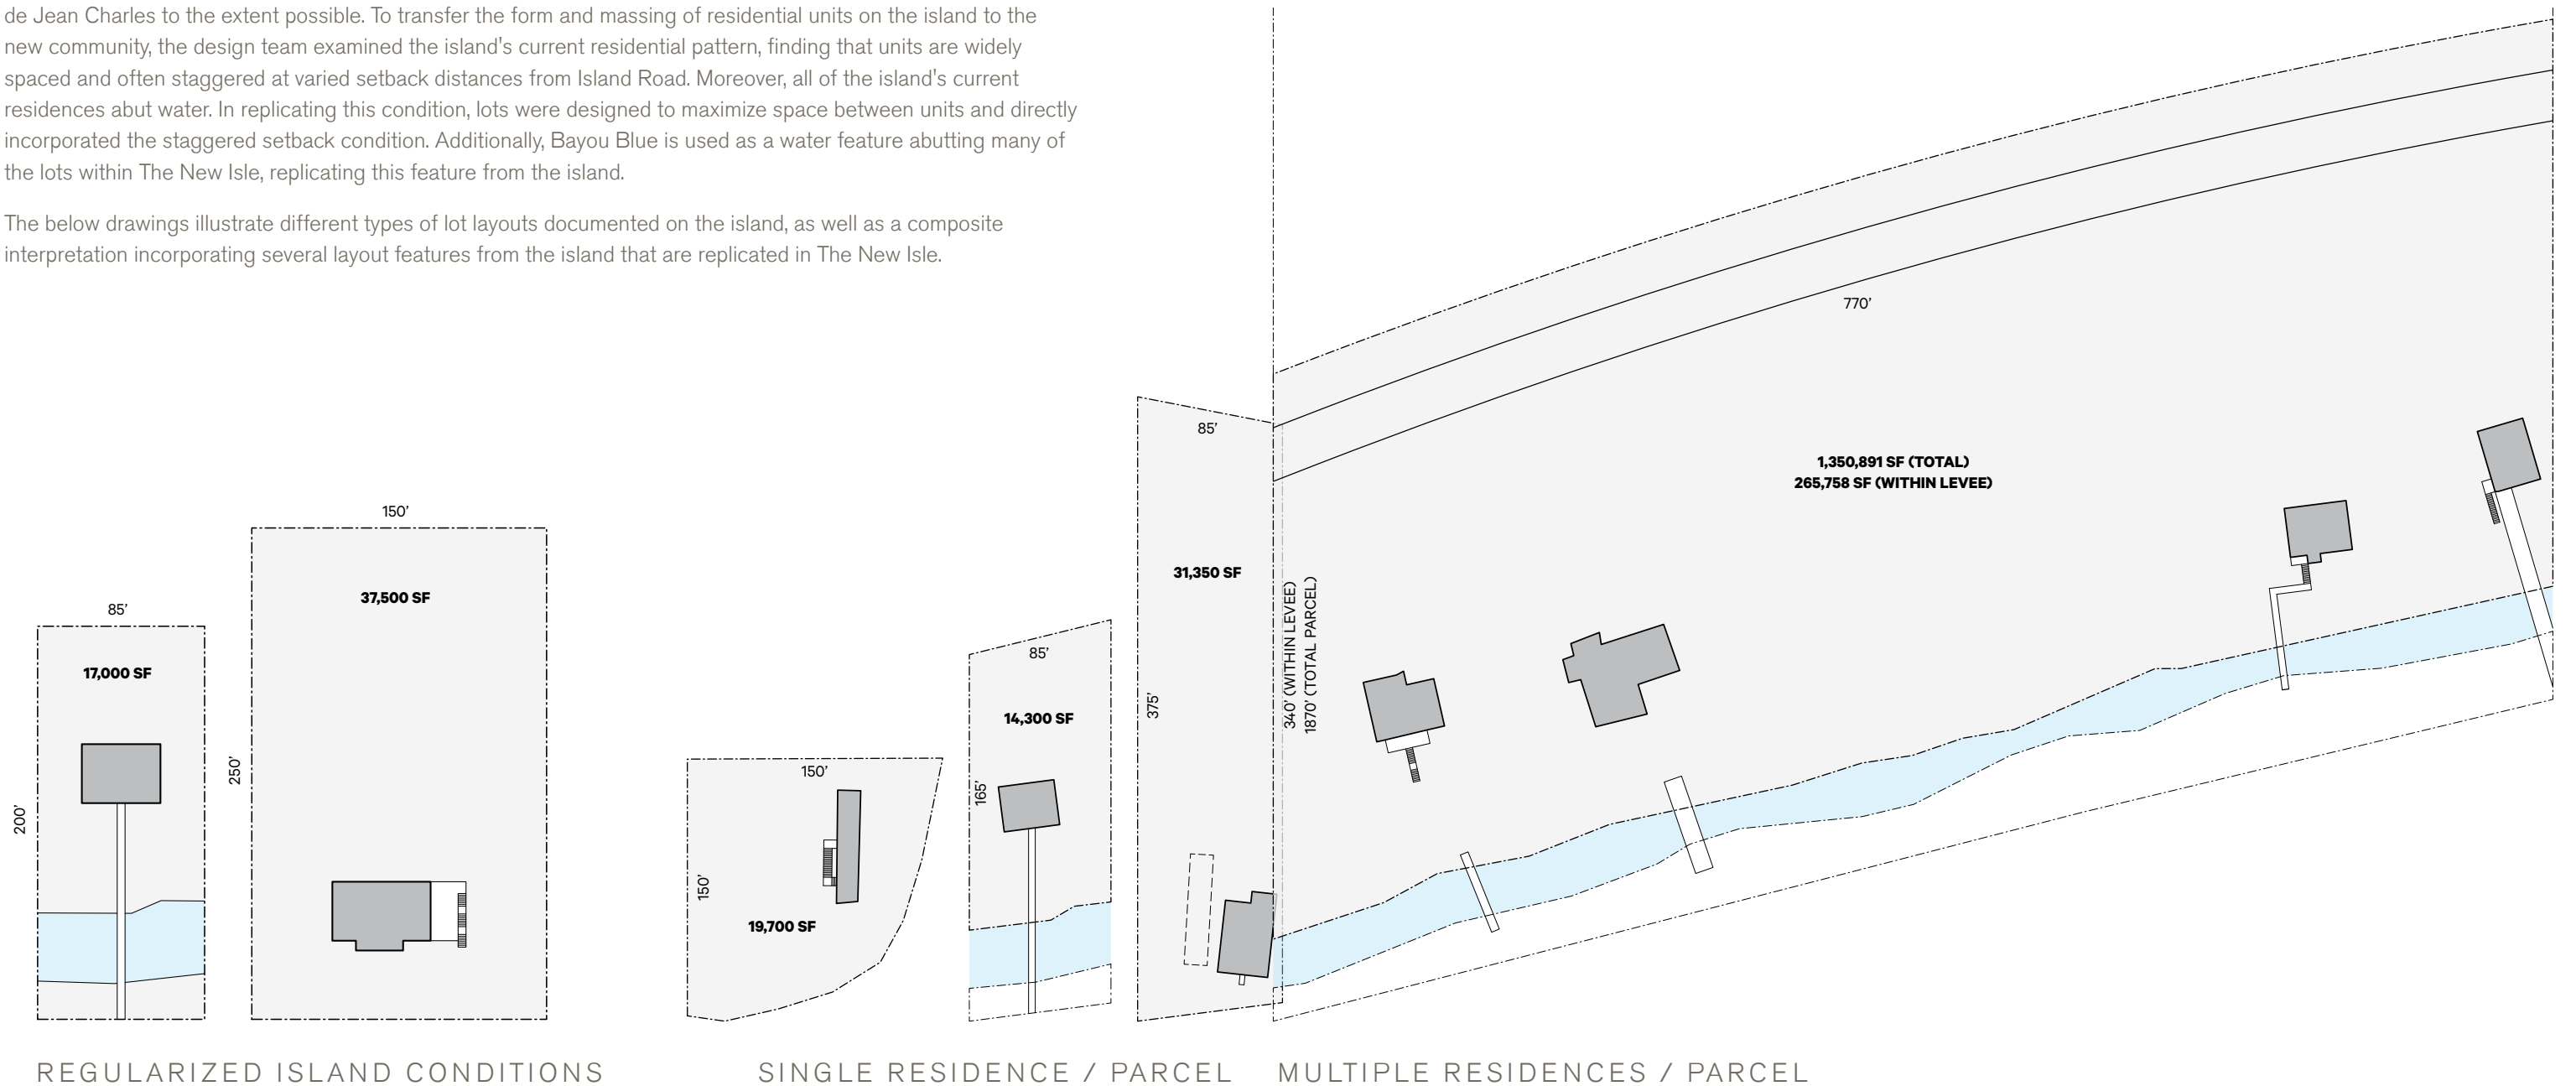 de Jean Charles to the extent possible. To transfer the form and massing of residential units on the island to the
new community, the design team examined the island's current residential pattern, finding that units are widely
spaced and often staggered at varied setback distances from Island Road. Moreover, all of the island's current
residences abut water. In replicating this condition, lots were designed to maximize space between units and directly
incorporated the staggered setback condition. Additionally, Bayou Blue is used as a water feature abutting many of
the lots within The New Isle, replicating this feature from the island.
The below drawings illustrate different types of lot layouts documented on the island, as well as a composite
interpretation incorporating several layout features from the island that are replicated in The New Isle.
85’
17,000 SF
200’
150’
37,500 SF
250’
150’
150’
19,700 SF
85’
14,300 SF
165’
85’
31,350 SF
375’
770’
1,350,891 SF (TOTAL)
265,758 SF (WITHIN LEVEE)
340’ (WITHIN LEVEE)
1870’ (TOTAL PARCEL)
REGULARIZED ISLAND CONDITIONS
SINGLE RESIDENCE / PARCEL
MULTIPLE RESIDENCES / PARCEL